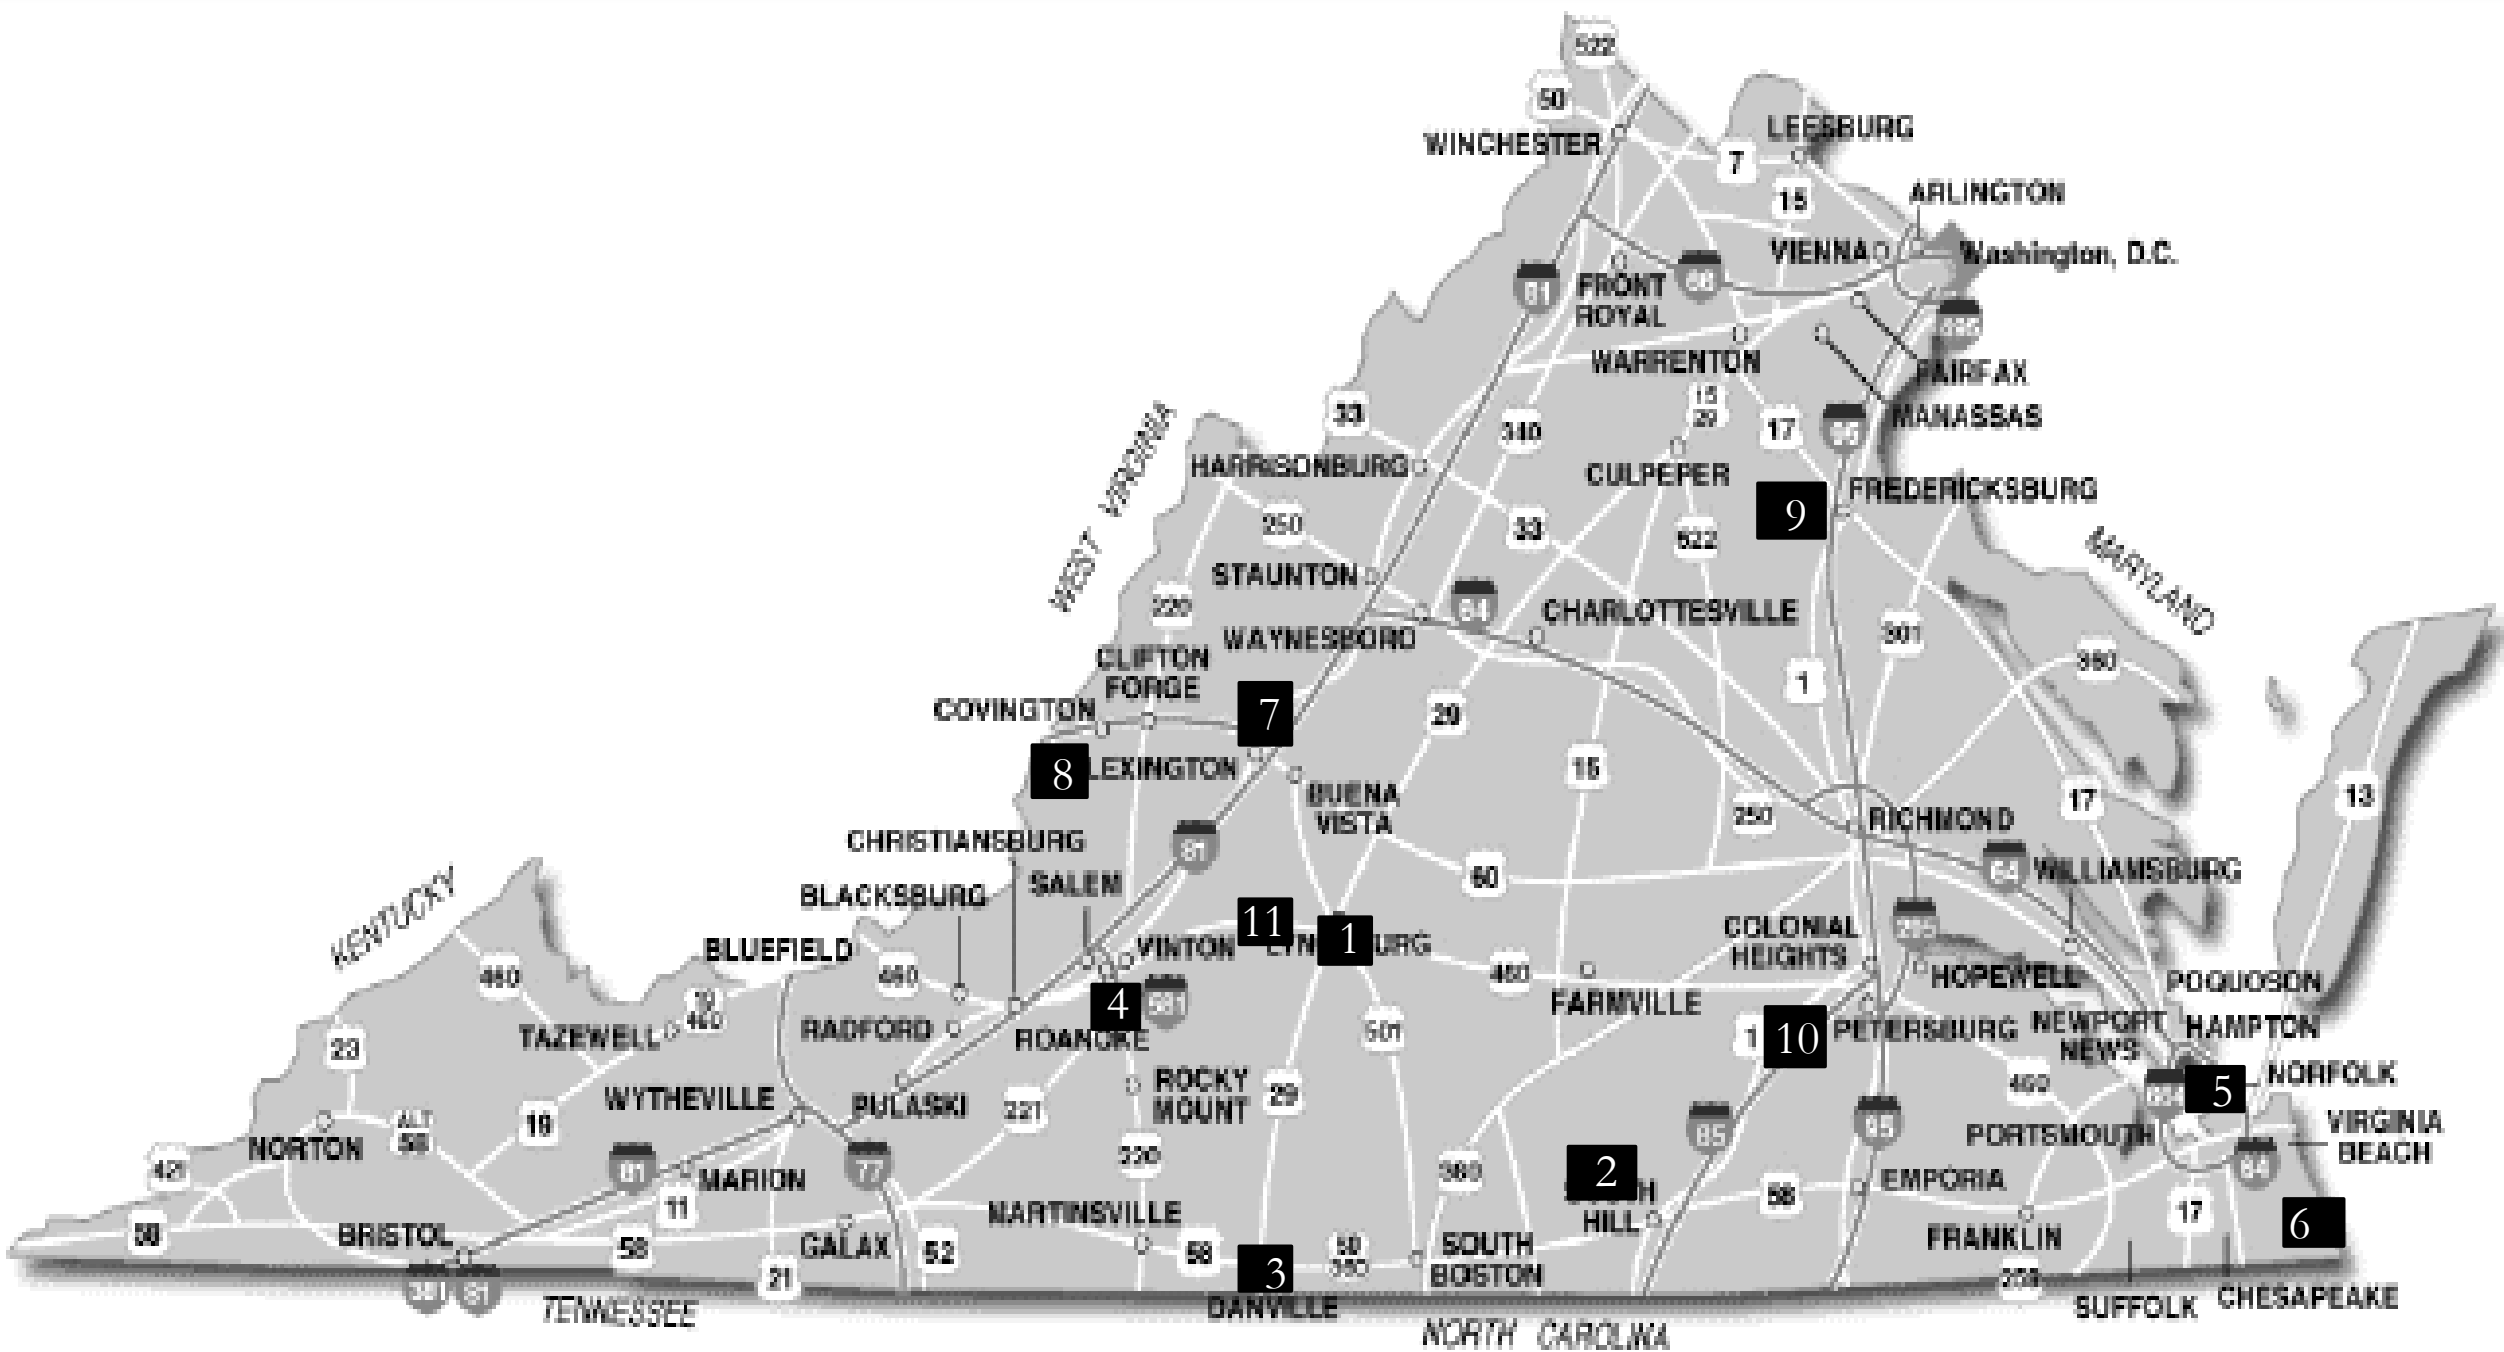 522
50
WINCHESTER
LEESBURG
7
15
ARLINGTON
VIENNA
Washington, D.C.
81
FRONT
ROYAL
66
WARRENTON
FAIRFAX
MANASSAS
15
29
33
340
17
95
CULPEPER
HARRISONBURG
9
FREDERICKSBURG
WEST VIRGINIA
250
33
522
MARYLAND
STAUNTON
220
64
CHARLOTTESVILLE
WAYNESBORO
301
360
CLIFTON
FORGE
COVINGTON
7
29
1
8
LEXINGTON
15
BUENA
VISTA
250
17
13
RICHMOND
CHRISTIANSBURG
81
SALEM
60
64
WILLIAMSBURG
BLACKSBURG
KENTUCKY
11
1
BLUEFIELD
VINTON
COLONIAL
HEIGHTS
295
460
460
460
FARMVILLE
HOPEWELL
POQUOSON
4
581
19
460
TAZEWELL
RADFORD
ROANOKE
501
1
10
PETERSBURG
NEWPORT
NEWS
HAMPTON
23
WYTHEVILLE
PULASKI
ROCKY
MOUNT
29
460
5
NORFOLK
NORTON
ALT
58
19
221
85
95
PORTSMOUTH
VIRGINIA
BEACH
64
421
81
MARION
77
220
360
2
HILL
58
EMPORIA
11
MARTINSVILLE
17
6
58
BRISTOL
58
GALAX
52
58
SOUTH
BOSTON
FRANKLIN
21
3
DANVILLE
381
81
TENNESSEE
NORTH CAROLINA
258
SUFFOLK
CHESAPEAKE